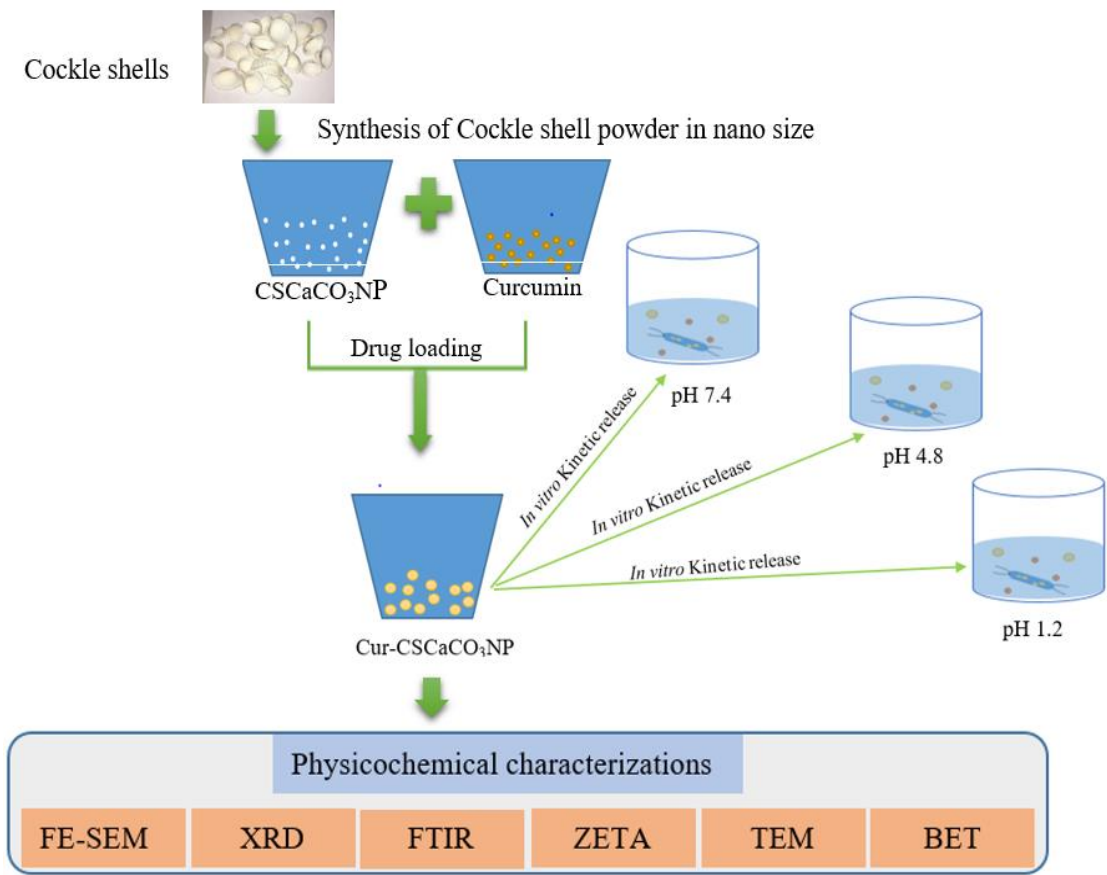 Cockle shells
Synthesis of Cockle shell powder in nano size
CSCaCO₃NP
Curcumin
Drug loading
In vitro Kinetic release
pH 7.4
In vitro Kinetic release
pH 4.8
In vitro Kinetic release
pH 1.2
Cur-CSCaCO₃NP
Physicochemical characterizations
FE-SEM
XRD
FTIR
ZETA
TEM
BET